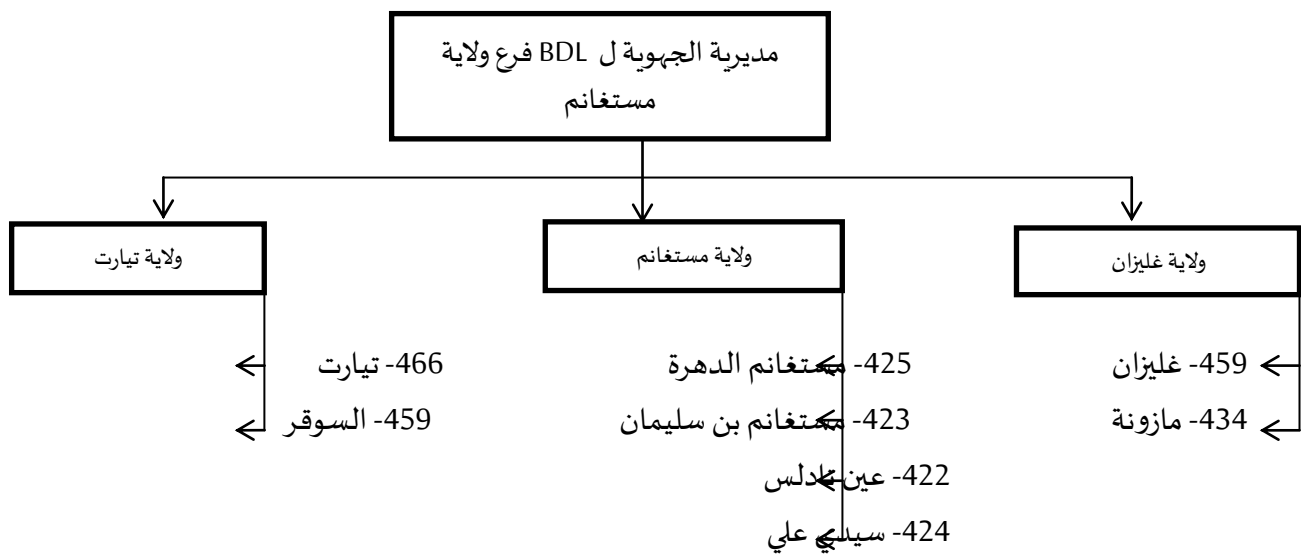 مديرية الجهوية ل BDL فرع ولاية
مستغانم
ولاية غليزان
ولاية مستغانم
ولاية تيارت
459- غليزان
434- مازونة
425- مستغانم الدهرة
423- مستغانم بن سليمان
422- عين تادلس
424- سيدي علي
466- تيارت
459- السوقر